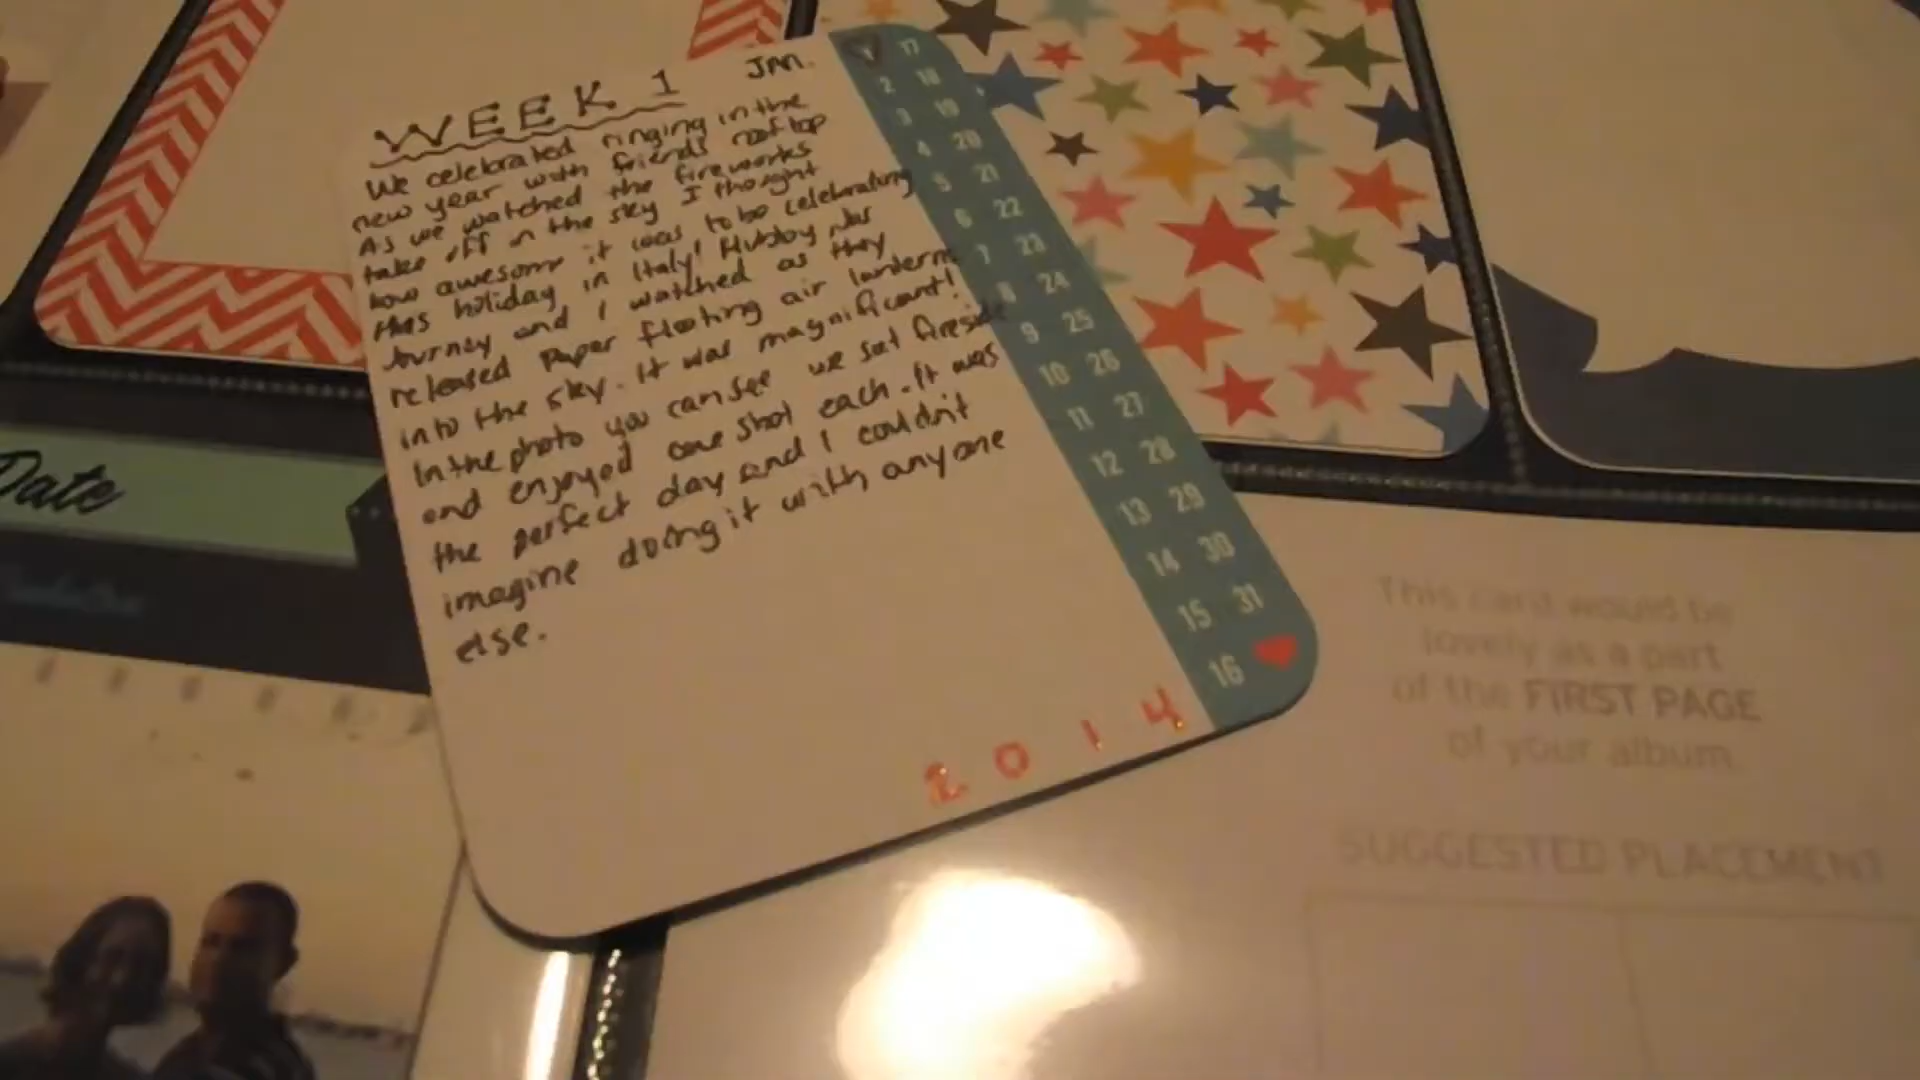 WEEK 1 JAN.
We celebrated ringing in the
new year with friends rooftop
As we watched the fireworks
take off in the sky I thought
how awesome it was to be celebrating
this holiday in Italy! Hubby
Journey and I watched as they
released paper floating air lanterns
into the sky. It was magnificant!
In the photo you can see we sat fireside
and enjoyed one shot each. It was
the perfect day and I couldn't
imagine doing it with anyone
else.
2014
1 17
2 18
3 19
4 20
5 21
6 22
7 23
8 24
9 25
10 26
11 27
12 28
13 29
14 30
15 31
16
Date
This card would be
lovely as a part
of the FIRST PAGE
of your album.
SUGGESTED PLACEMENT